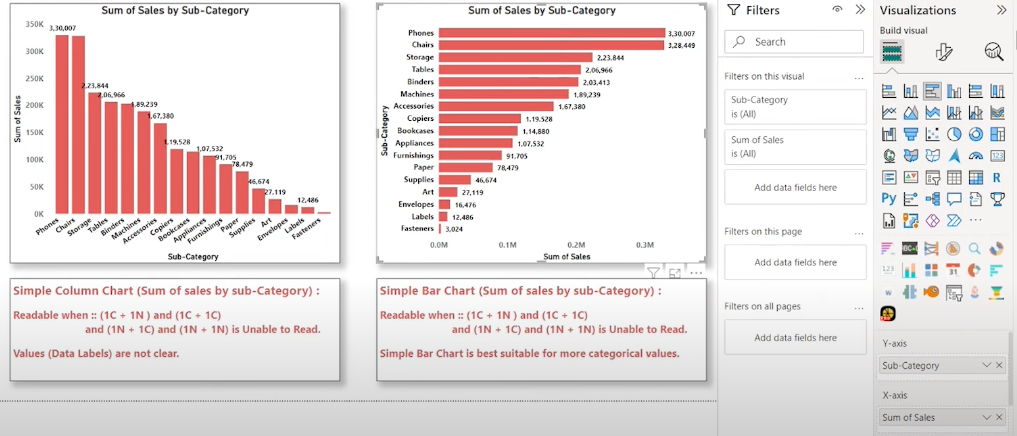 Sum of Sales by Sub-Category
Sum of Sales
350K
300K
250K
200K
150K
100K
50K
0K
3,30,007
2,23,844
2,06,966
1,89,239
1,67,380
1,19,528
1,07,532
91,705
78,479
46,674
27,119
12,486
Phones
Chairs
Storage
Tables
Binders
Machines
Accessories
Copiers
Bookcases
Appliances
Furnishings
Paper
Supplies
Art
Envelopes
Labels
Fasteners
Sub-Category
Simple Column Chart (Sum of sales by sub-Category) :
Readable when :: (1C + 1N ) and (1C + 1C)
and (1N + 1C) and (1N + 1N) is Unable to Read.
Values (Data Labels) are not clear.
Sum of Sales by Sub-Category
Sub-Category
Phones 3,30,007
Chairs 3,28,449
Storage 2,23,844
Tables 2,06,966
Binders 2,03,413
Machines 1,89,239
Accessories 1,67,380
Copiers 1,19,528
Bookcases 1,14,880
Appliances 1,07,532
Furnishings 91,705
Paper 78,479
Supplies 46,674
Art 27,119
Envelopes 16,476
Labels 12,486
Fasteners 3,024
0.0M 0.1M 0.2M 0.3M
Sum of Sales
Simple Bar Chart (Sum of sales by sub-Category) :
Readable when :: (1C + 1N ) and (1C + 1C)
and (1N + 1C) and (1N + 1N) is Unable to Read.
Simple Bar Chart is best suitable for more categorical values.
Filters
Search
Filters on this visual
Sub-Category
is (All)
Sum of Sales
is (All)
Add data fields here
Filters on this page
Add data fields here
Filters on all pages
Add data fields here
Visualizations
Build visual
123
R
Py
123
31
Y-axis
Sub-Category
X-axis
Sum of Sales